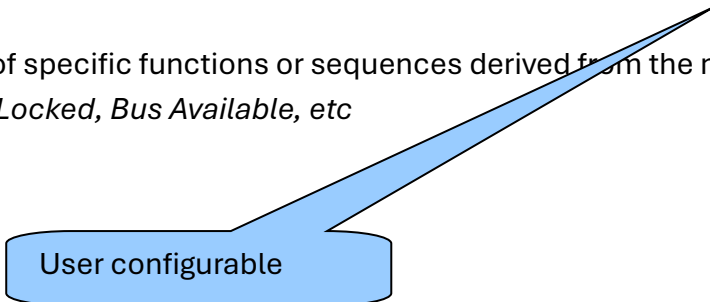 of specific functions or sequences derived from the
Locked, Bus Available, etc
User configurable